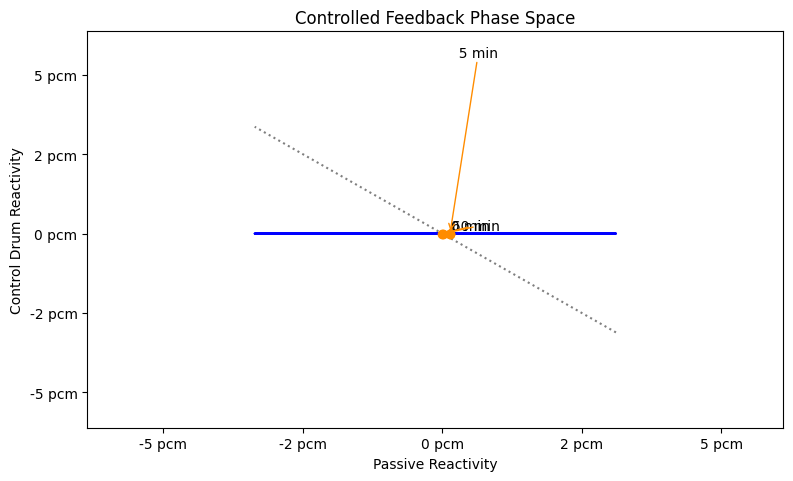 Controlled Feedback Phase Space
5 min
5 pcm
2 pcm
0 pcm
-2 pcm
-5 pcm
Control Drum Reactivity
-5 pcm
-2 pcm
0 pcm
2 pcm
5 pcm
Passive Reactivity